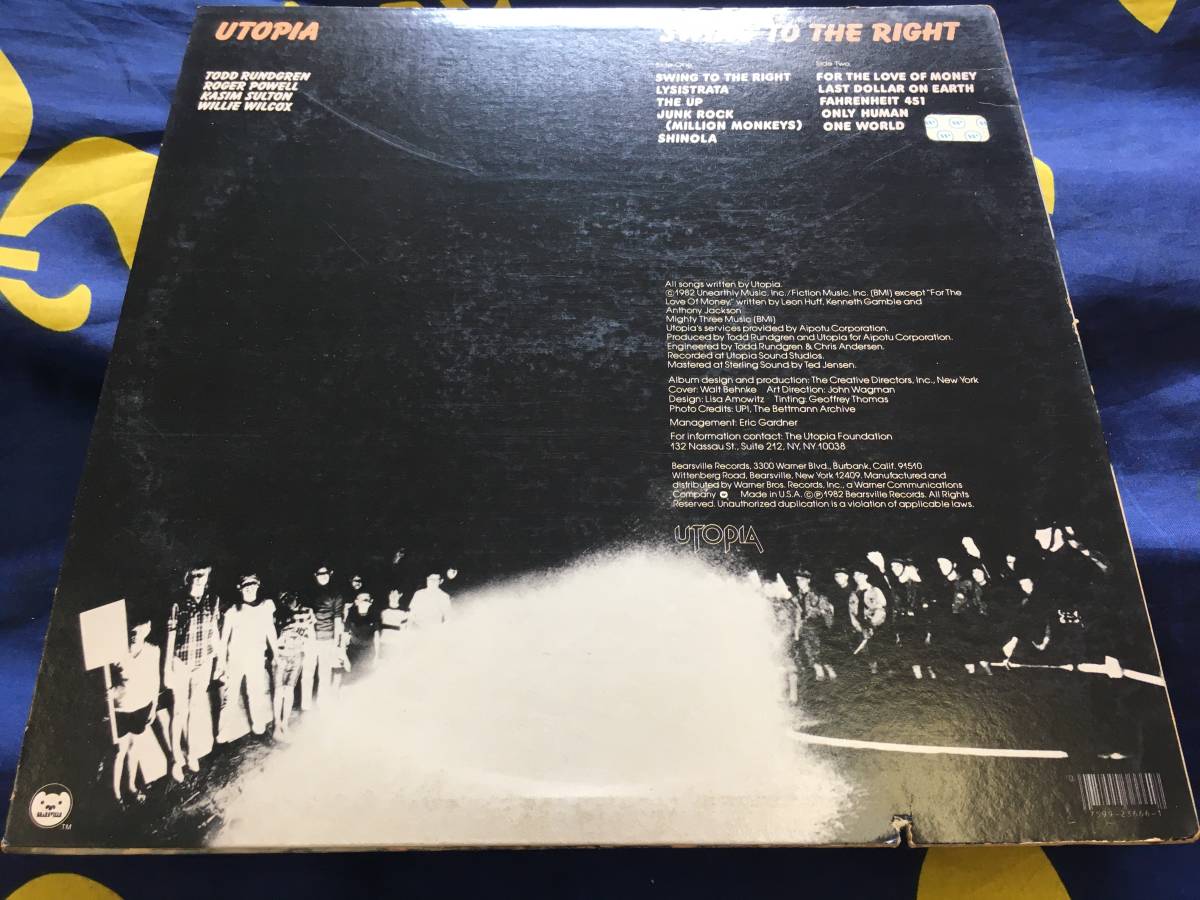 UTOPIA
SWING TO THE RIGHT
TODD RUNDGREN
ROGER POWELL
KASIM SULTON
WILLIE WILCOX
Side One
SWING TO THE RIGHT
LYSISTRATA
THE UP
JUNK ROCK
(MILLION MONKEYS)
SHINOLA
Side Two
FOR THE LOVE OF MONEY
LAST DOLLAR ON EARTH
FAHRENHEIT 451
ONLY HUMAN
ONE WORLD
All songs written by Utopia.
©1982 Unearthly Music, Inc./Fiction Music, Inc. (BMI) except "For The
Love Of Money," written by Leon Huff, Kenneth Gamble and
Anthony Jackson
Mighty Three Music (BMI)
Utopia's services provided by Aipotu Corporation.
Produced by Todd Rundgren and Utopia for Aipotu Corporation.
Engineered by Todd Rundgren & Chris Andersen.
Recorded at Utopia Sound Studios.
Mastered at Sterling Sound by Ted Jensen.
Album design and production: The Creative Directors, Inc., New York
Cover: Walt Behnke Art Direction: John Wagman
Design: Lisa Amowitz Tinting: Geoffrey Thomas
Photo Credits: UPI, The Bettmann Archive
Management: Eric Gardner
For information contact: The Utopia Foundation
132 Nassau St., Suite 212, NY, NY 10038
Bearsville Records, 3300 Warner Blvd., Burbank, Calif. 91510
Wittenberg Road, Bearsville, New York 12409. Manufactured and
distributed by Warner Bros. Records, Inc., a Warner Communications
Company Made in U.S.A. ©℗1982 Bearsville Records. All Rights
Reserved. Unauthorized duplication is a violation of applicable laws.
UTOPIA
TM
0
7599-23666-1